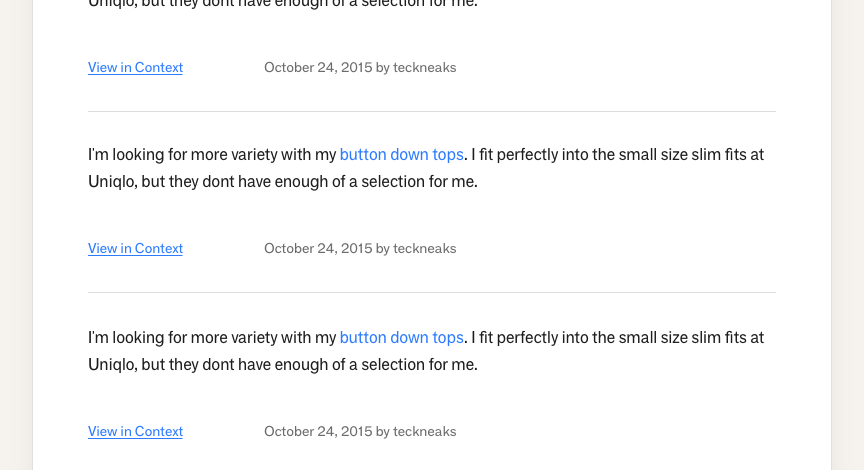 Uniqlo, but they dont have enough of a selection for me.
View in Context October 24, 2015 by teckneaks
I'm looking for more variety with my button down tops. I fit perfectly into the small size slim fits at
Uniqlo, but they dont have enough of a selection for me.
View in Context October 24, 2015 by teckneaks
I'm looking for more variety with my button down tops. I fit perfectly into the small size slim fits at
Uniqlo, but they dont have enough of a selection for me.
View in Context October 24, 2015 by teckneaks